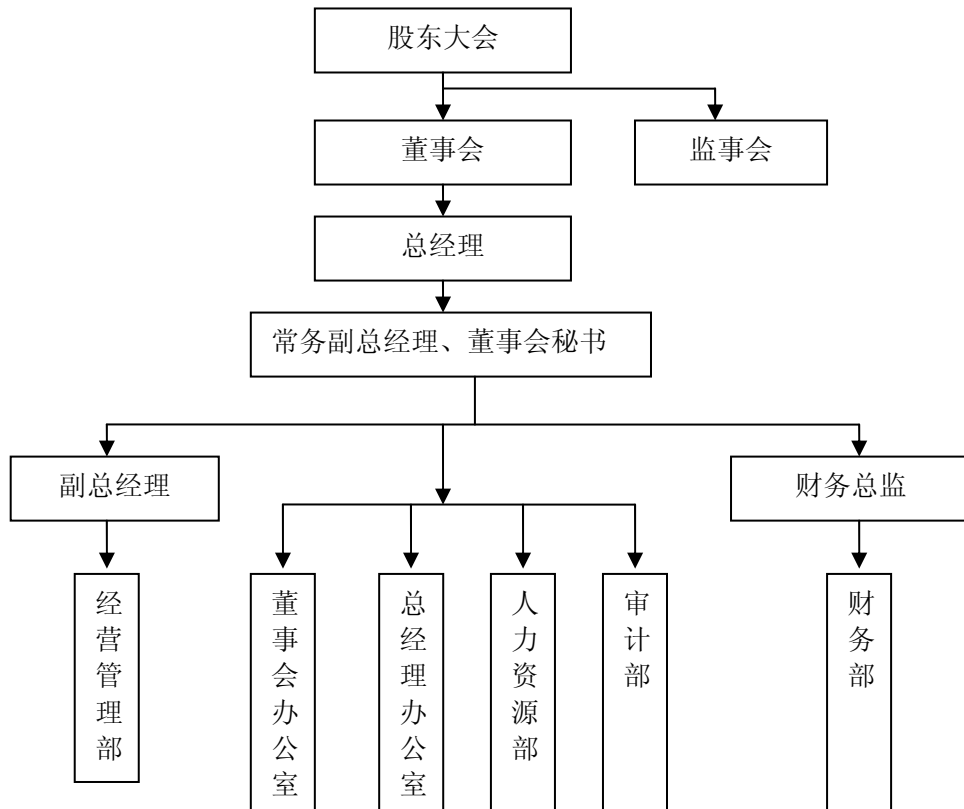 股东大会
董事会
监事会
总经理
常务副总经理、董事会秘书
副总经理
财务总监
经营管理部
董事会办公室
总经理办公室
人力资源部
审计部
财务部